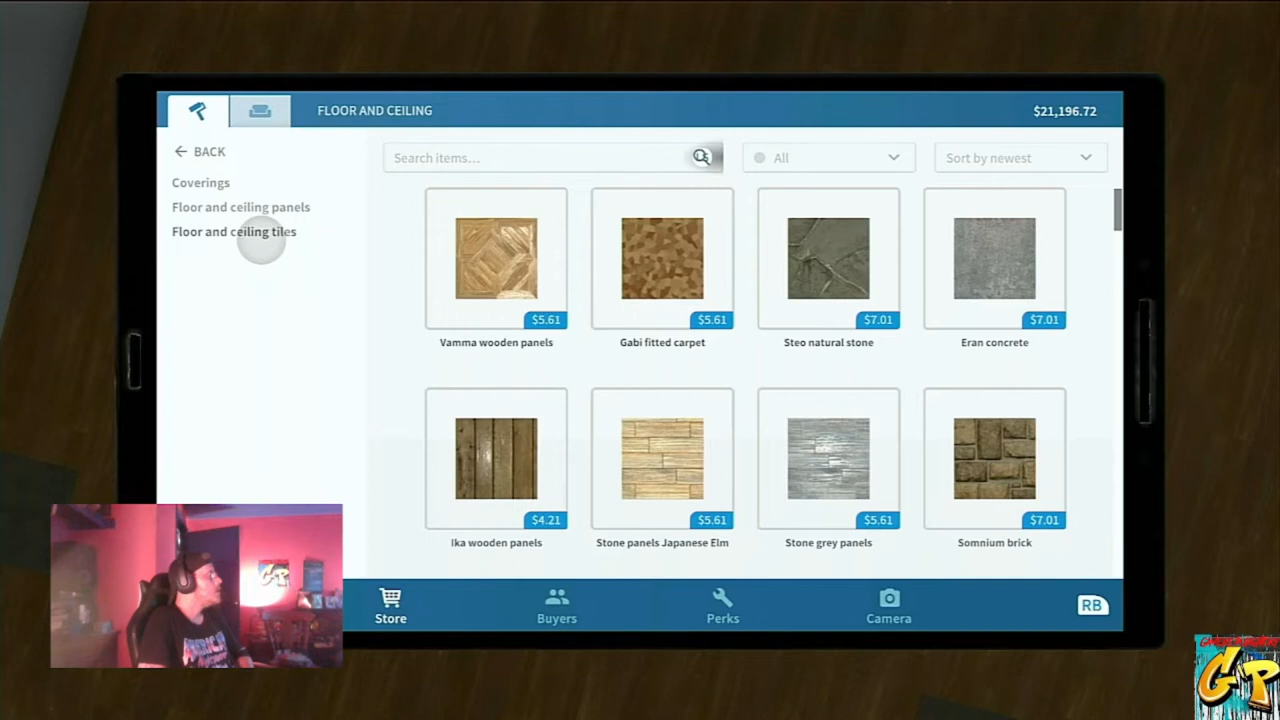 FLOOR AND CEILING
$21,196.72
BACK
Search items...
All
Sort by newest
Coverings
Floor and ceiling panels
Floor and ceiling tiles
$5.61
$5.61
$7.01
$7.01
Vamma wooden panels
Gabi fitted carpet
Steo natural stone
Eran concrete
$4.21
$5.61
$5.61
$7.01
Ika wooden panels
Stone panels Japanese Elm
Stone grey panels
Somnium brick
Store
Buyers
Perks
Camera
RB
GP
GP